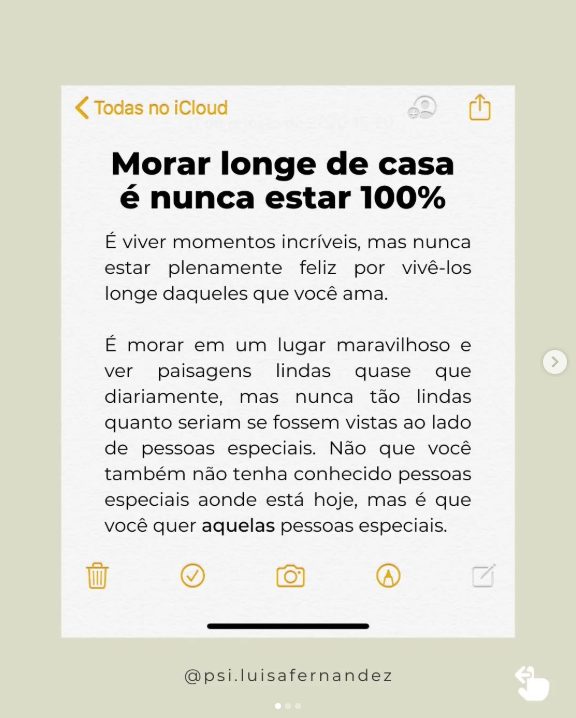 Todas no iCloud
Morar longe de casa
é nunca estar 100%
É viver momentos incríveis, mas nunca
estar plenamente feliz por vivê-los
longe daqueles que você ama.
É morar em um lugar maravilhoso e
ver paisagens lindas quase que
diariamente, mas nunca tão lindas
quanto seriam se fossem vistas ao lado
de pessoas especiais. Não que você
também não tenha conhecido pessoas
especiais aonde está hoje, mas é que
você quer aquelas pessoas especiais.
@psi.luisafernandez